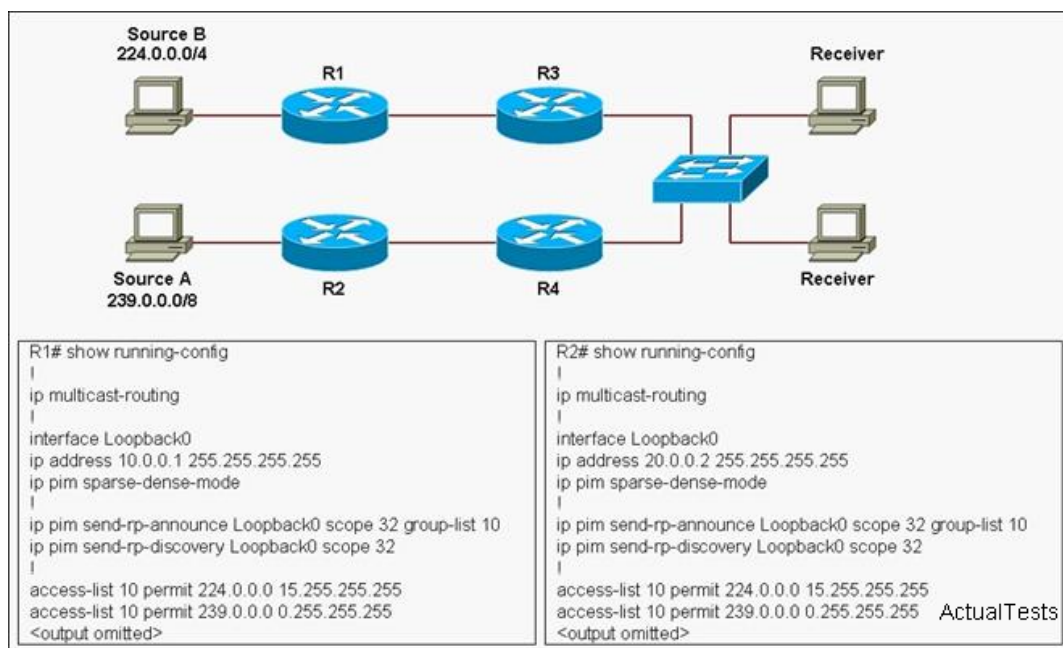 Source B
224.0.0.0/4
R1
R3
Receiver
Source A
239.0.0.0/8
R2
R4
Receiver
R1# show running-config
!
ip multicast-routing
!
interface Loopback0
ip address 10.0.0.1 255.255.255.255
ip pim sparse-dense-mode
!
ip pim send-rp-announce Loopback0 scope 32 group-list 10
ip pim send-rp-discovery Loopback0 scope 32
!
access-list 10 permit 224.0.0.0 15.255.255.255
access-list 10 permit 239.0.0.0 0.255.255.255
<output omitted>
R2# show running-config
!
ip multicast-routing
!
interface Loopback0
ip address 20.0.0.2 255.255.255.255
ip pim sparse-dense-mode
!
ip pim send-rp-announce Loopback0 scope 32 group-list 10
ip pim send-rp-discovery Loopback0 scope 32
!
access-list 10 permit 224.0.0.0 15.255.255.255
access-list 10 permit 239.0.0.0 0.255.255.255
<output omitted>
ActualTests